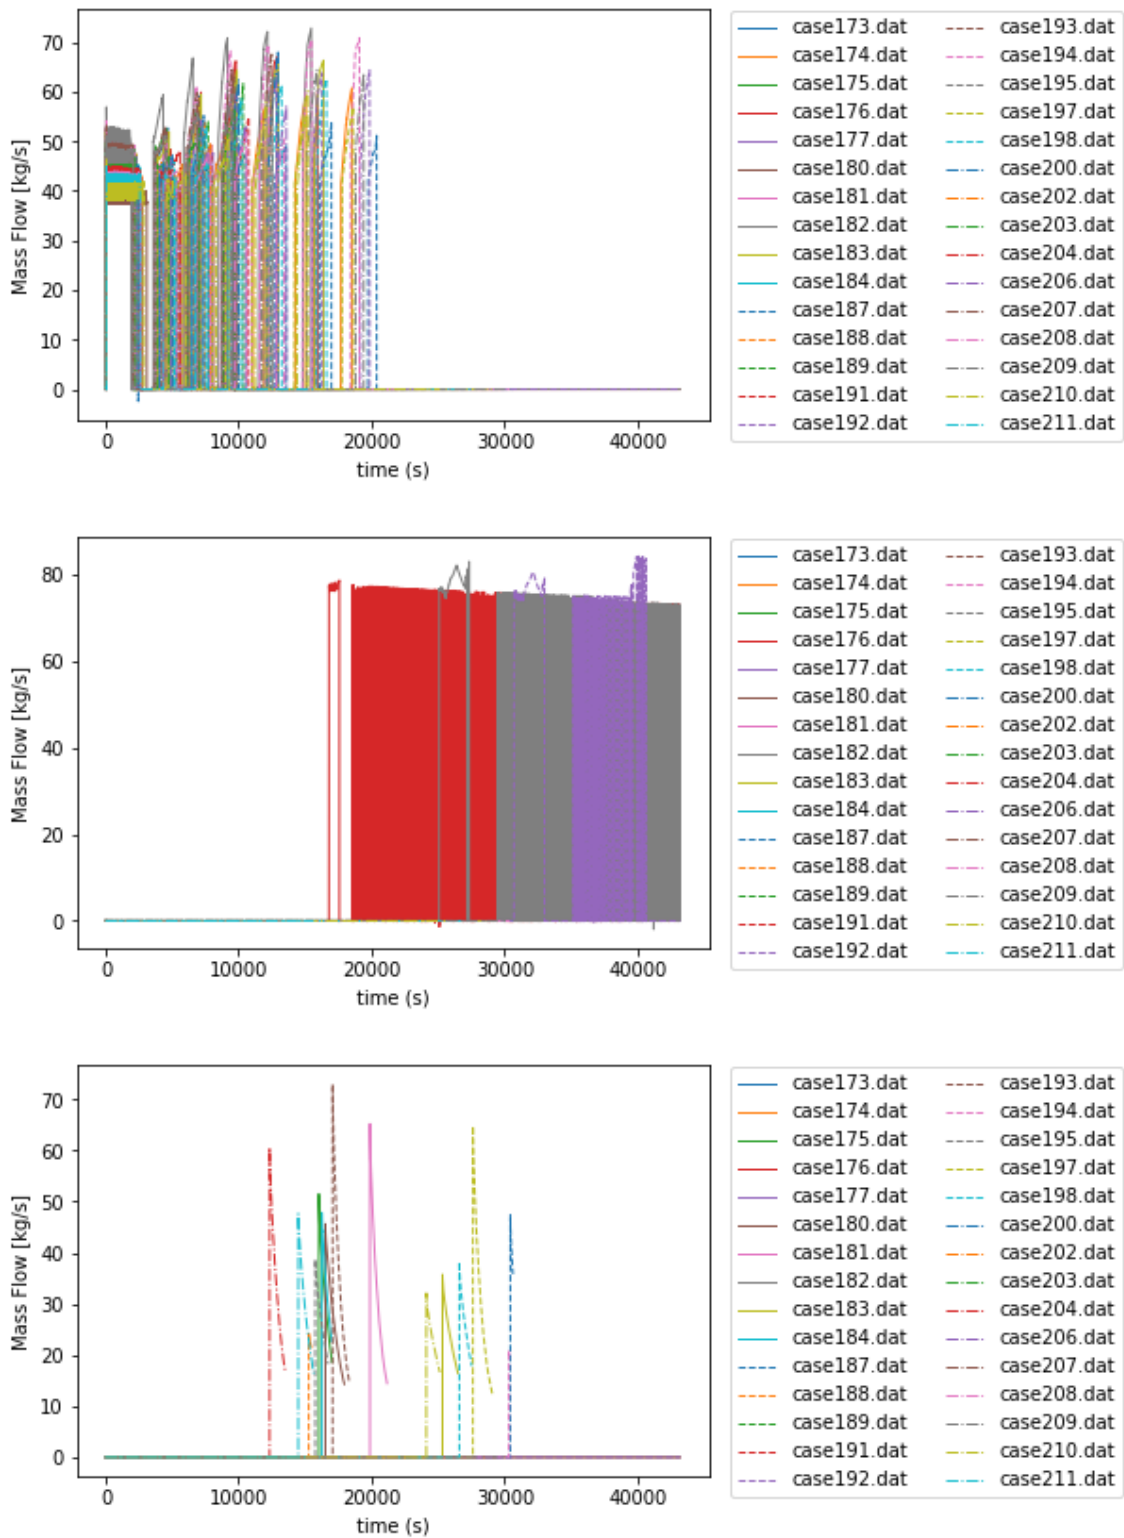 70
60
50
40
30
20
10
0
Mass Flow [kg/s]
0 10000 20000 30000 40000
time (s)
case173.dat case193.dat
case174.dat case194.dat
case175.dat case195.dat
case176.dat case197.dat
case177.dat case198.dat
case180.dat case200.dat
case181.dat case202.dat
case182.dat case203.dat
case183.dat case204.dat
case184.dat case206.dat
case187.dat case207.dat
case188.dat case208.dat
case189.dat case209.dat
case191.dat case210.dat
case192.dat case211.dat
80
60
40
20
0
Mass Flow [kg/s]
0 10000 20000 30000 40000
time (s)
case173.dat case193.dat
case174.dat case194.dat
case175.dat case195.dat
case176.dat case197.dat
case177.dat case198.dat
case180.dat case200.dat
case181.dat case202.dat
case182.dat case203.dat
case183.dat case204.dat
case184.dat case206.dat
case187.dat case207.dat
case188.dat case208.dat
case189.dat case209.dat
case191.dat case210.dat
case192.dat case211.dat
70
60
50
40
30
20
10
0
Mass Flow [kg/s]
0 10000 20000 30000 40000
time (s)
case173.dat case193.dat
case174.dat case194.dat
case175.dat case195.dat
case176.dat case197.dat
case177.dat case198.dat
case180.dat case200.dat
case181.dat case202.dat
case182.dat case203.dat
case183.dat case204.dat
case184.dat case206.dat
case187.dat case207.dat
case188.dat case208.dat
case189.dat case209.dat
case191.dat case210.dat
case192.dat case211.dat